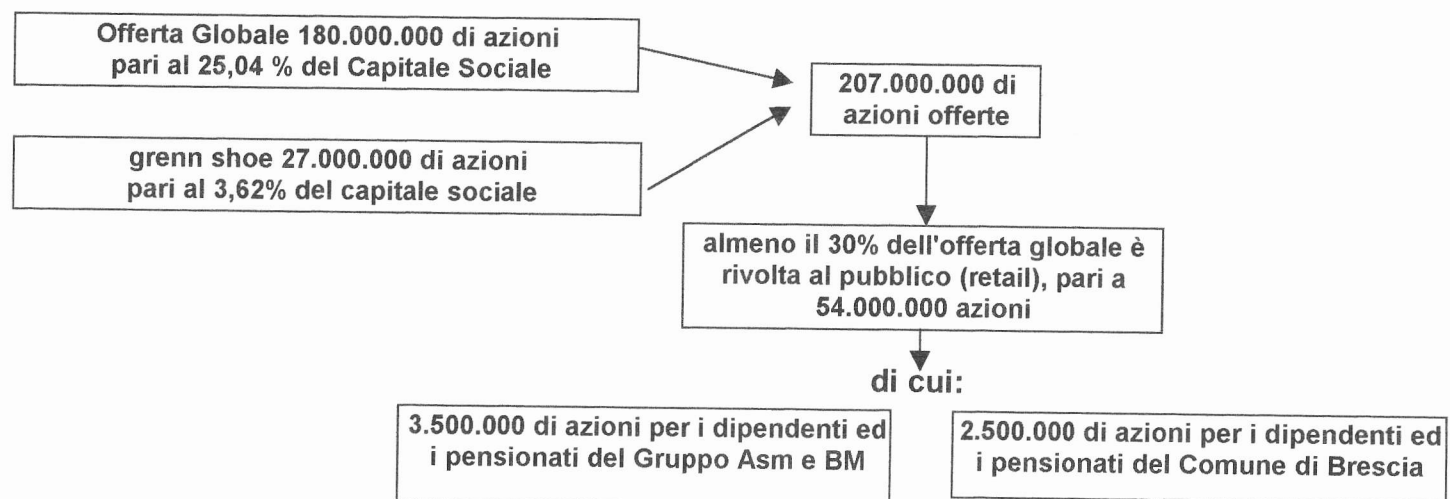 Offerta Globale 180.000.000 di azioni
pari al 25,04 % del Capitale Sociale
207.000.000 di
azioni offerte
grenn shoe 27.000.000 di azioni
pari al 3,62% del capitale sociale
almeno il 30% dell'offerta globale è
rivolta al pubblico (retail), pari a
54.000.000 azioni
di cui:
3.500.000 di azioni per i dipendenti ed
i pensionati del Gruppo Asm e BM
2.500.000 di azioni per i dipendenti ed
i pensionati del Comune di Brescia